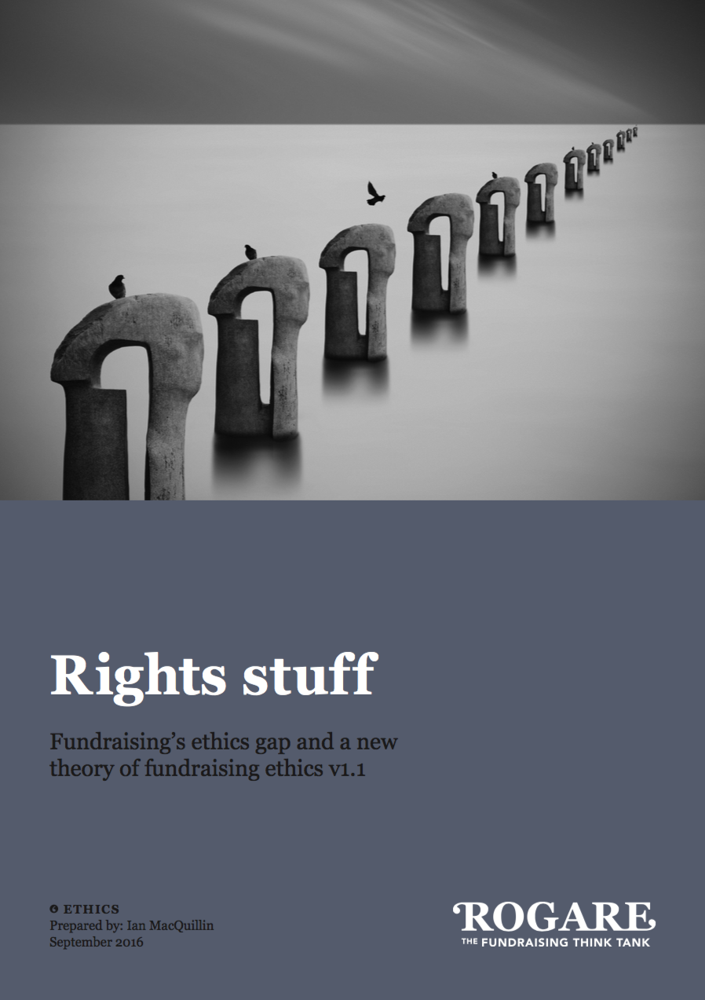 Rights stuff
Fundraising’s ethics gap and a new
theory of fundraising ethics v1.1
ETHICS
Prepared by: Ian MacQuillin
September 2016
ROGARE
THE FUNDRAISING THINK TANK